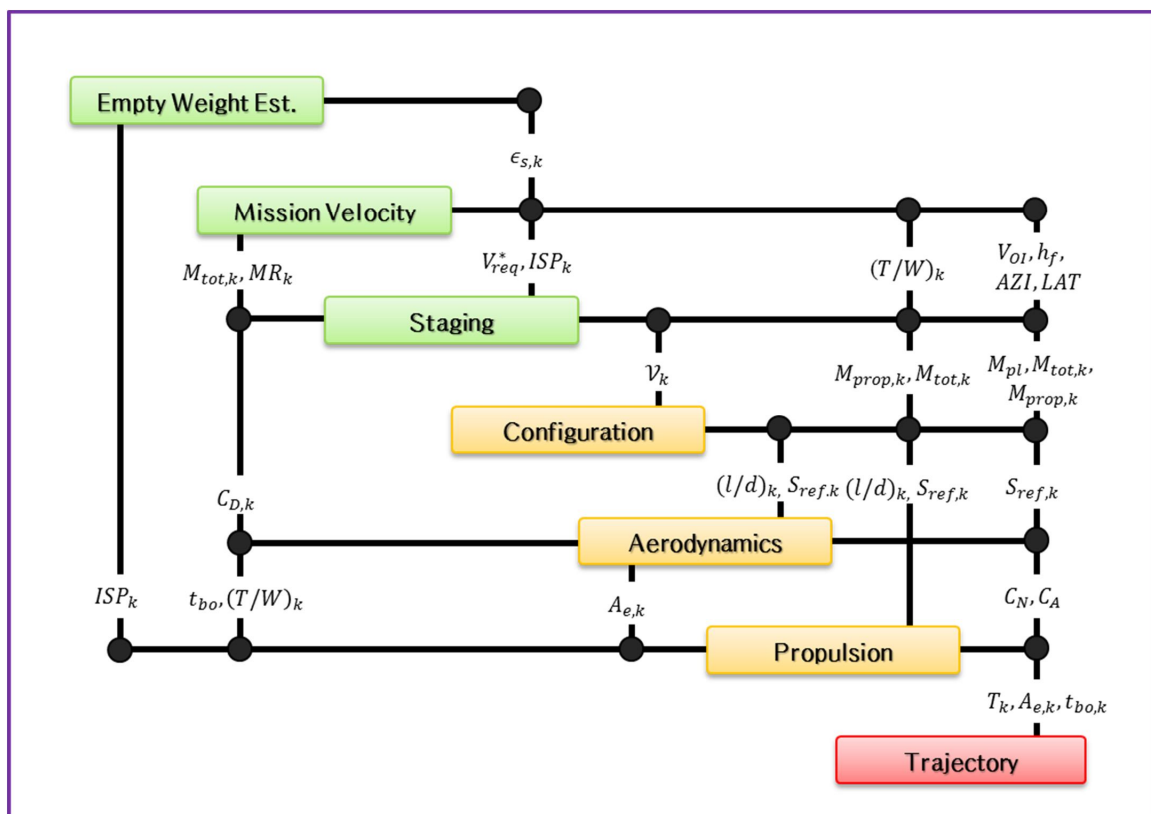 Empty Weight Est.
ϵ_{s,k}
Mission Velocity
M_{tot,k}, MR_k
V^*_{req}, ISP_k
(T/W)_k
V_{OI}, h_f,
AZI, LAT
Staging
𝒱_k
M_{prop,k}, M_{tot,k}
M_{pl}, M_{tot,k},
M_{prop,k}
Configuration
C_{D,k}
(l/d)_{k,} S_{ref.k}
(l/d)_{k,} S_{ref,k}
S_{ref,k}
Aerodynamics
ISP_k
t_{bo}, (T/W)_k
A_{e,k}
C_N, C_A
Propulsion
T_k, A_{e,k}, t_{bo,k}
Trajectory